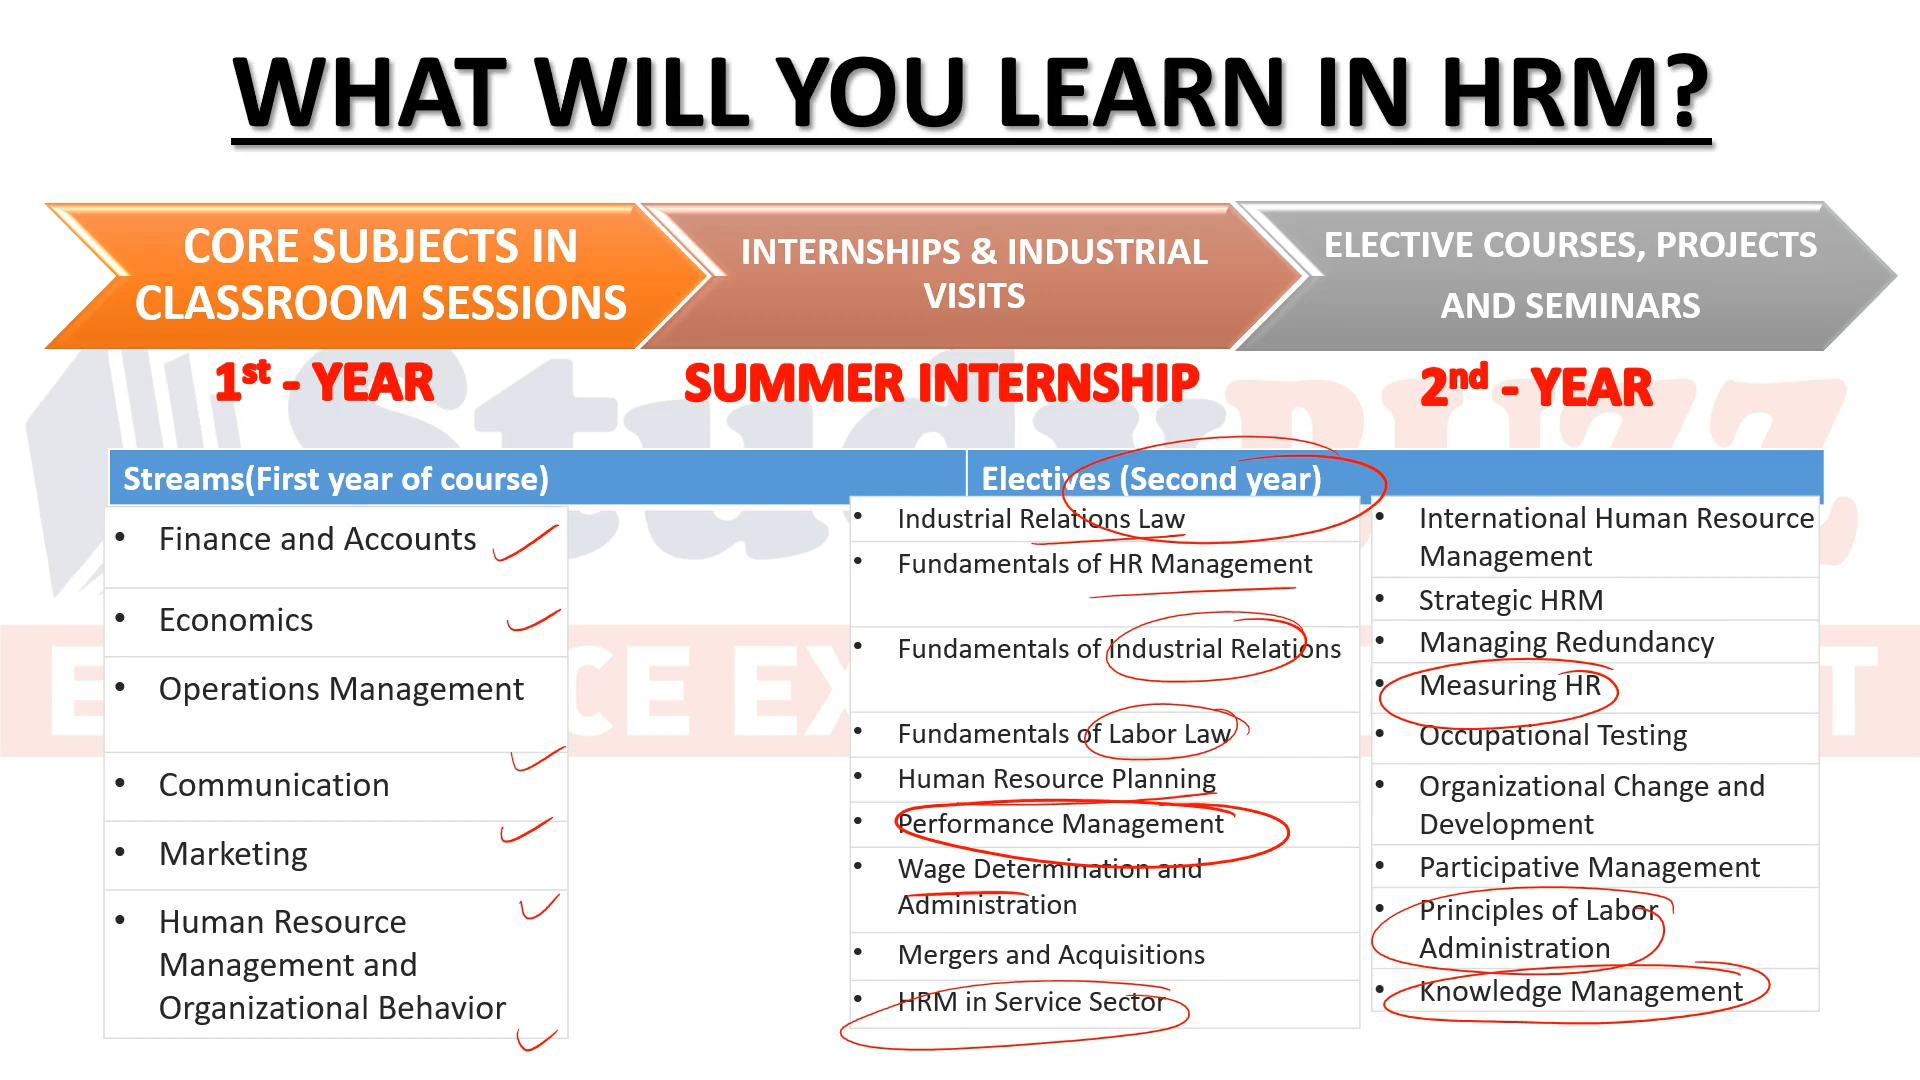 WHAT WILL YOU LEARN IN HRM?
CORE SUBJECTS IN
CLASSROOM SESSIONS
INTERNSHIPS & INDUSTRIAL
VISITS
ELECTIVE COURSES, PROJECTS
AND SEMINARS
1st - YEAR
SUMMER INTERNSHIP
2nd - YEAR
Streams(First year of course)
Electives (Second year)
• Finance and Accounts
• Economics
• Operations Management
• Communication
• Marketing
• Human Resource
Management and
Organizational Behavior
• Industrial Relations Law
• Fundamentals of HR Management
• Fundamentals of Industrial Relations
• Fundamentals of Labor Law
• Human Resource Planning
• Performance Management
• Wage Determination and
Administration
• Mergers and Acquisitions
• HRM in Service Sector
• International Human Resource
Management
• Strategic HRM
• Managing Redundancy
• Measuring HR
• Occupational Testing
• Organizational Change and
Development
• Participative Management
• Principles of Labor
Administration
• Knowledge Management